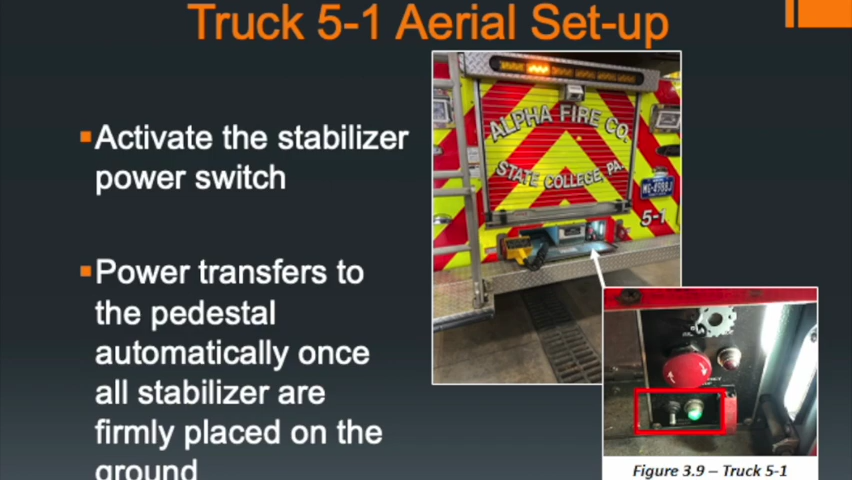 Truck 5-1 Aerial Set-up
Activate the stabilizer
power switch
Power transfers to
the pedestal
automatically once
all stabilizer are
firmly placed on the
ground
ALPHA FIRE CO.
STATE COLLEGE, PA.
5-1
Figure 3.9 – Truck 5-1